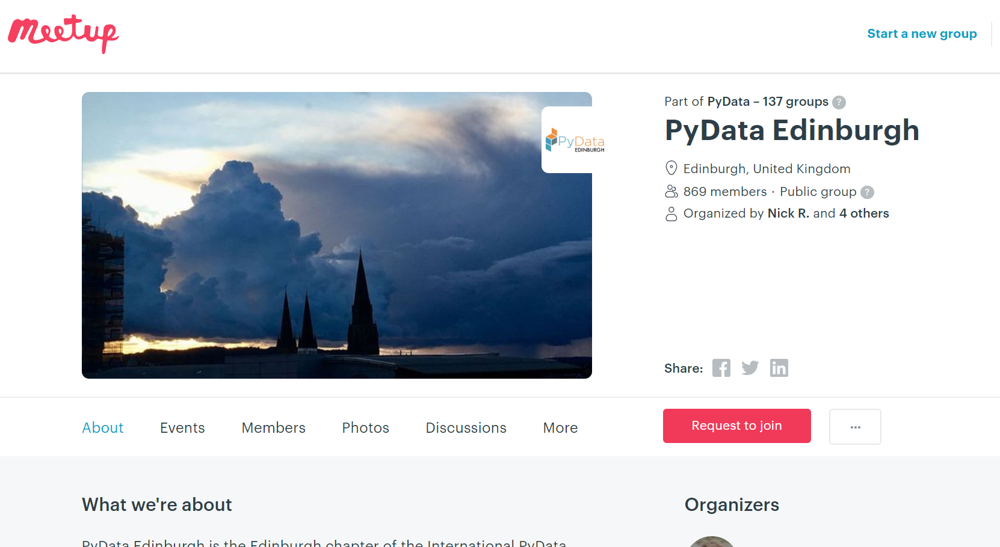 Meetup
Start a new group
PyData
EDINBURGH
Part of PyData – 137 groups ?
PyData Edinburgh
Edinburgh, United Kingdom
869 members · Public group ?
Organized by Nick R. and 4 others
Share:
About Events Members Photos Discussions More
Request to join
...
What we're about
Organizers
PyData Edinburgh is the Edinburgh chapter of the International PyData